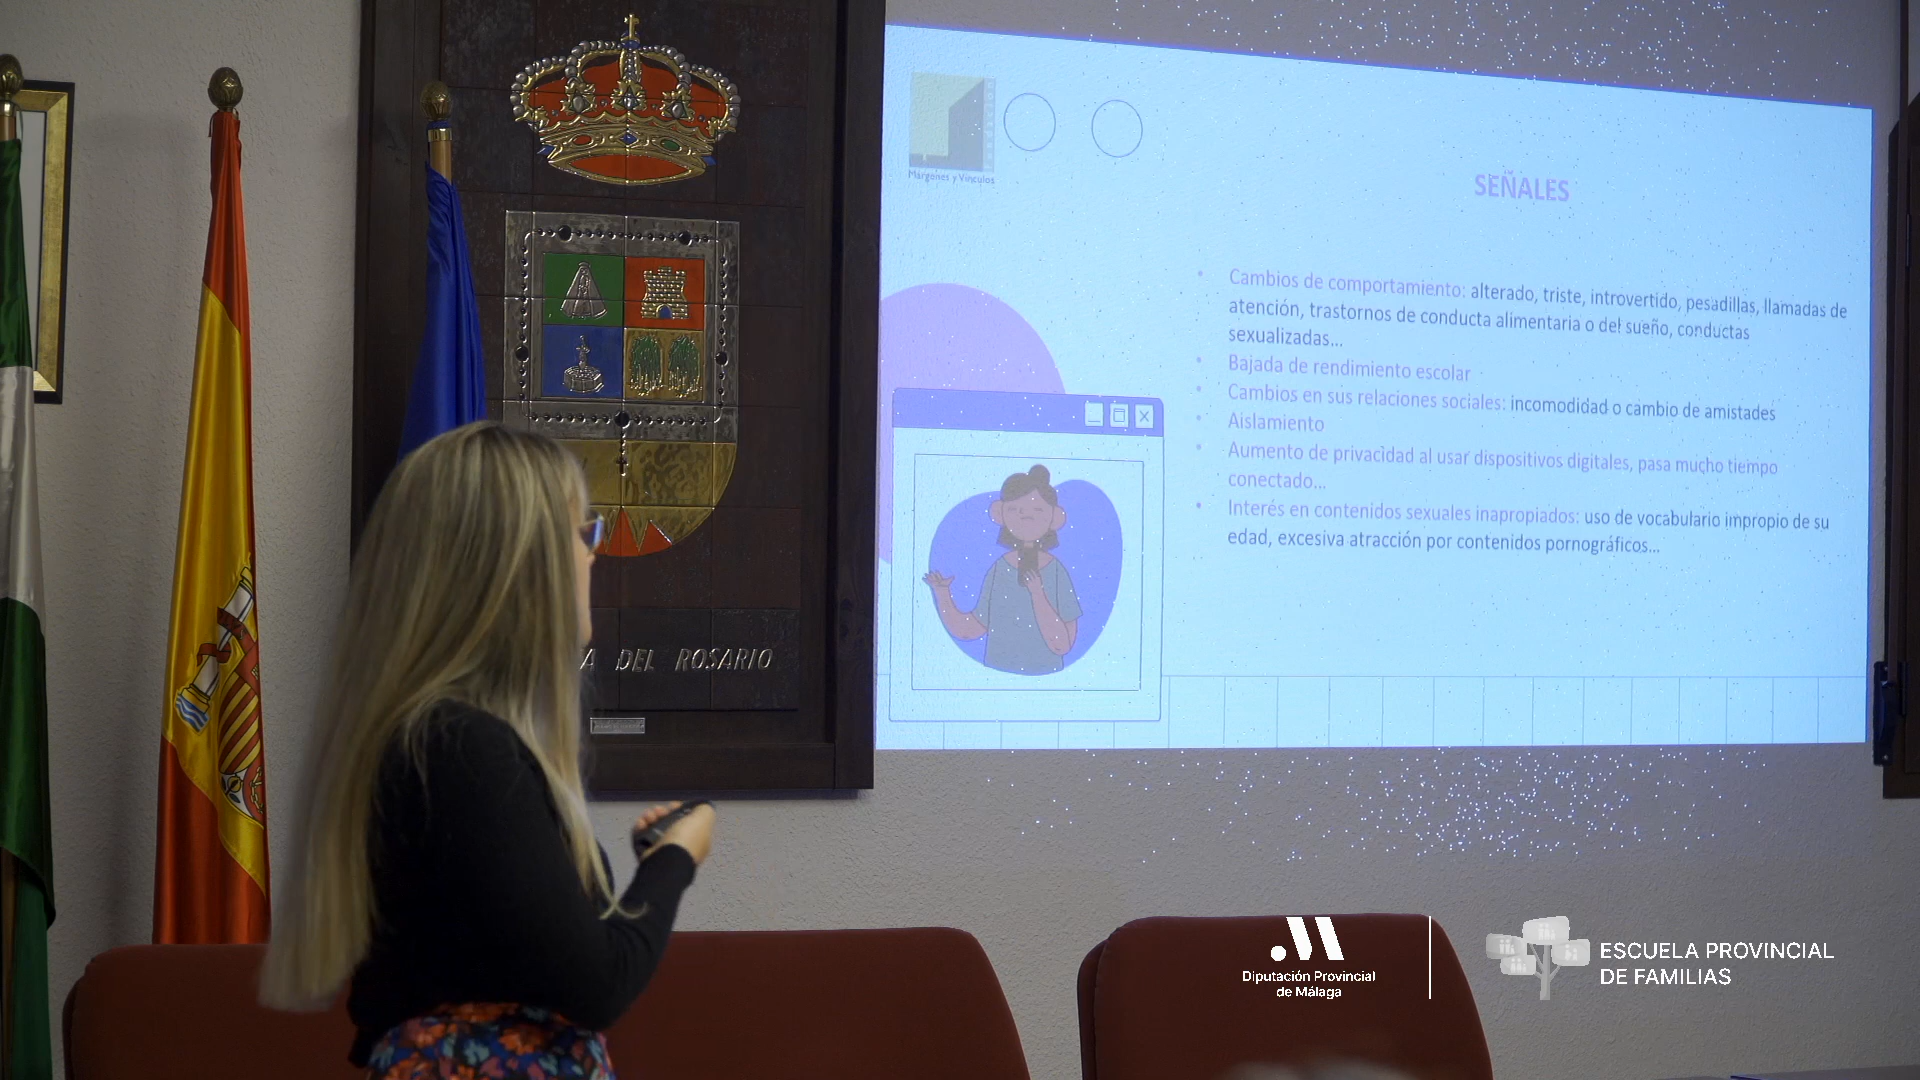 A DEL ROSARIO
Márgenes y Vínculos
SEÑALES
• Cambios de comportamiento: alterado, triste, introvertido, pesadillas, llamadas de
atención, trastornos de conducta alimentaria o del sueño, conductas
sexualizadas...
• Bajada de rendimiento escolar
• Cambios en sus relaciones sociales: incomodidad o cambio de amistades
• Aislamiento
• Aumento de privacidad al usar dispositivos digitales, pasa mucho tiempo
conectado...
• Interés en contenidos sexuales inapropiados: uso de vocabulario impropio de su
edad, excesiva atracción por contenidos pornográficos...
Diputación Provincial
de Málaga
ESCUELA PROVINCIAL
DE FAMILIAS